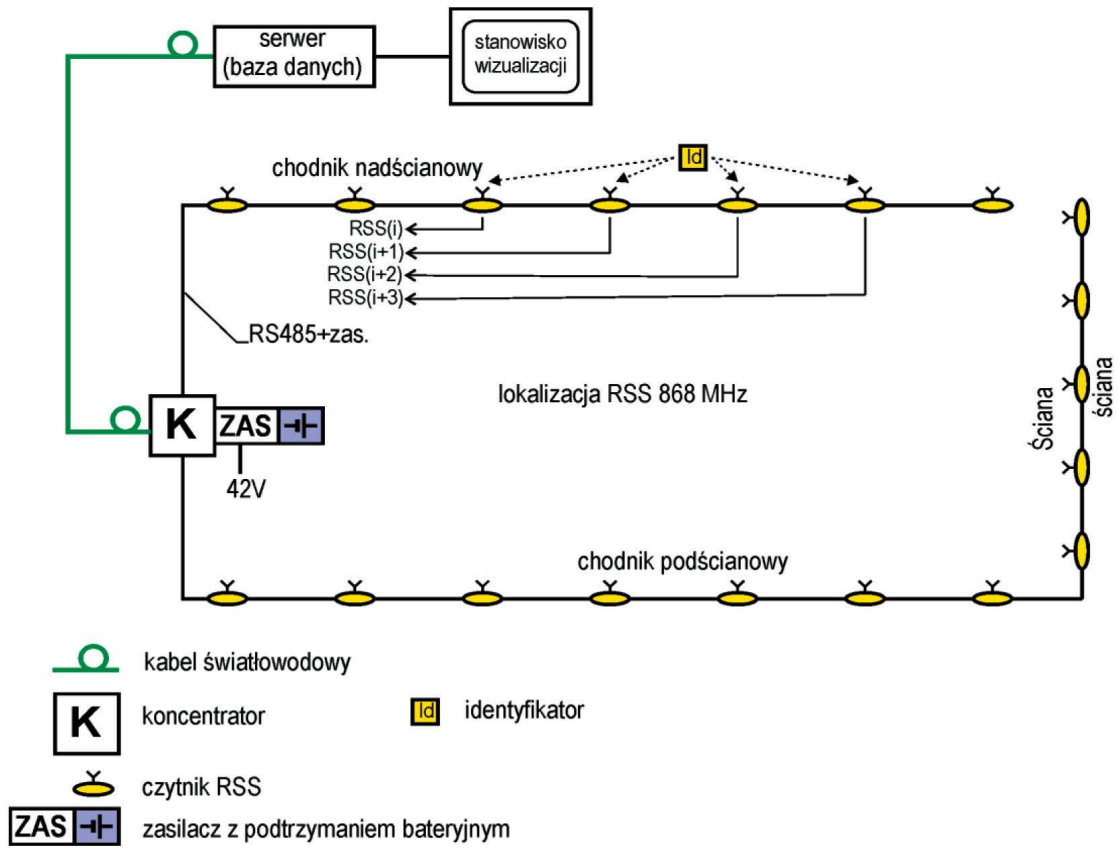 serwer
(baza danych)
stanowisko
wizualizacji
chodnik nadścianowy
Id
RSS(i)
RSS(i+1)
RSS(i+2)
RSS(i+3)
RS485+zas.
lokalizacja RSS 868 MHz
Ściana
ściana
K
ZAS
42V
chodnik podścianowy
kabel światłowodowy
K
koncentrator
Id
identyfikator
czytnik RSS
ZAS
zasilacz z podtrzymaniem bateryjnym